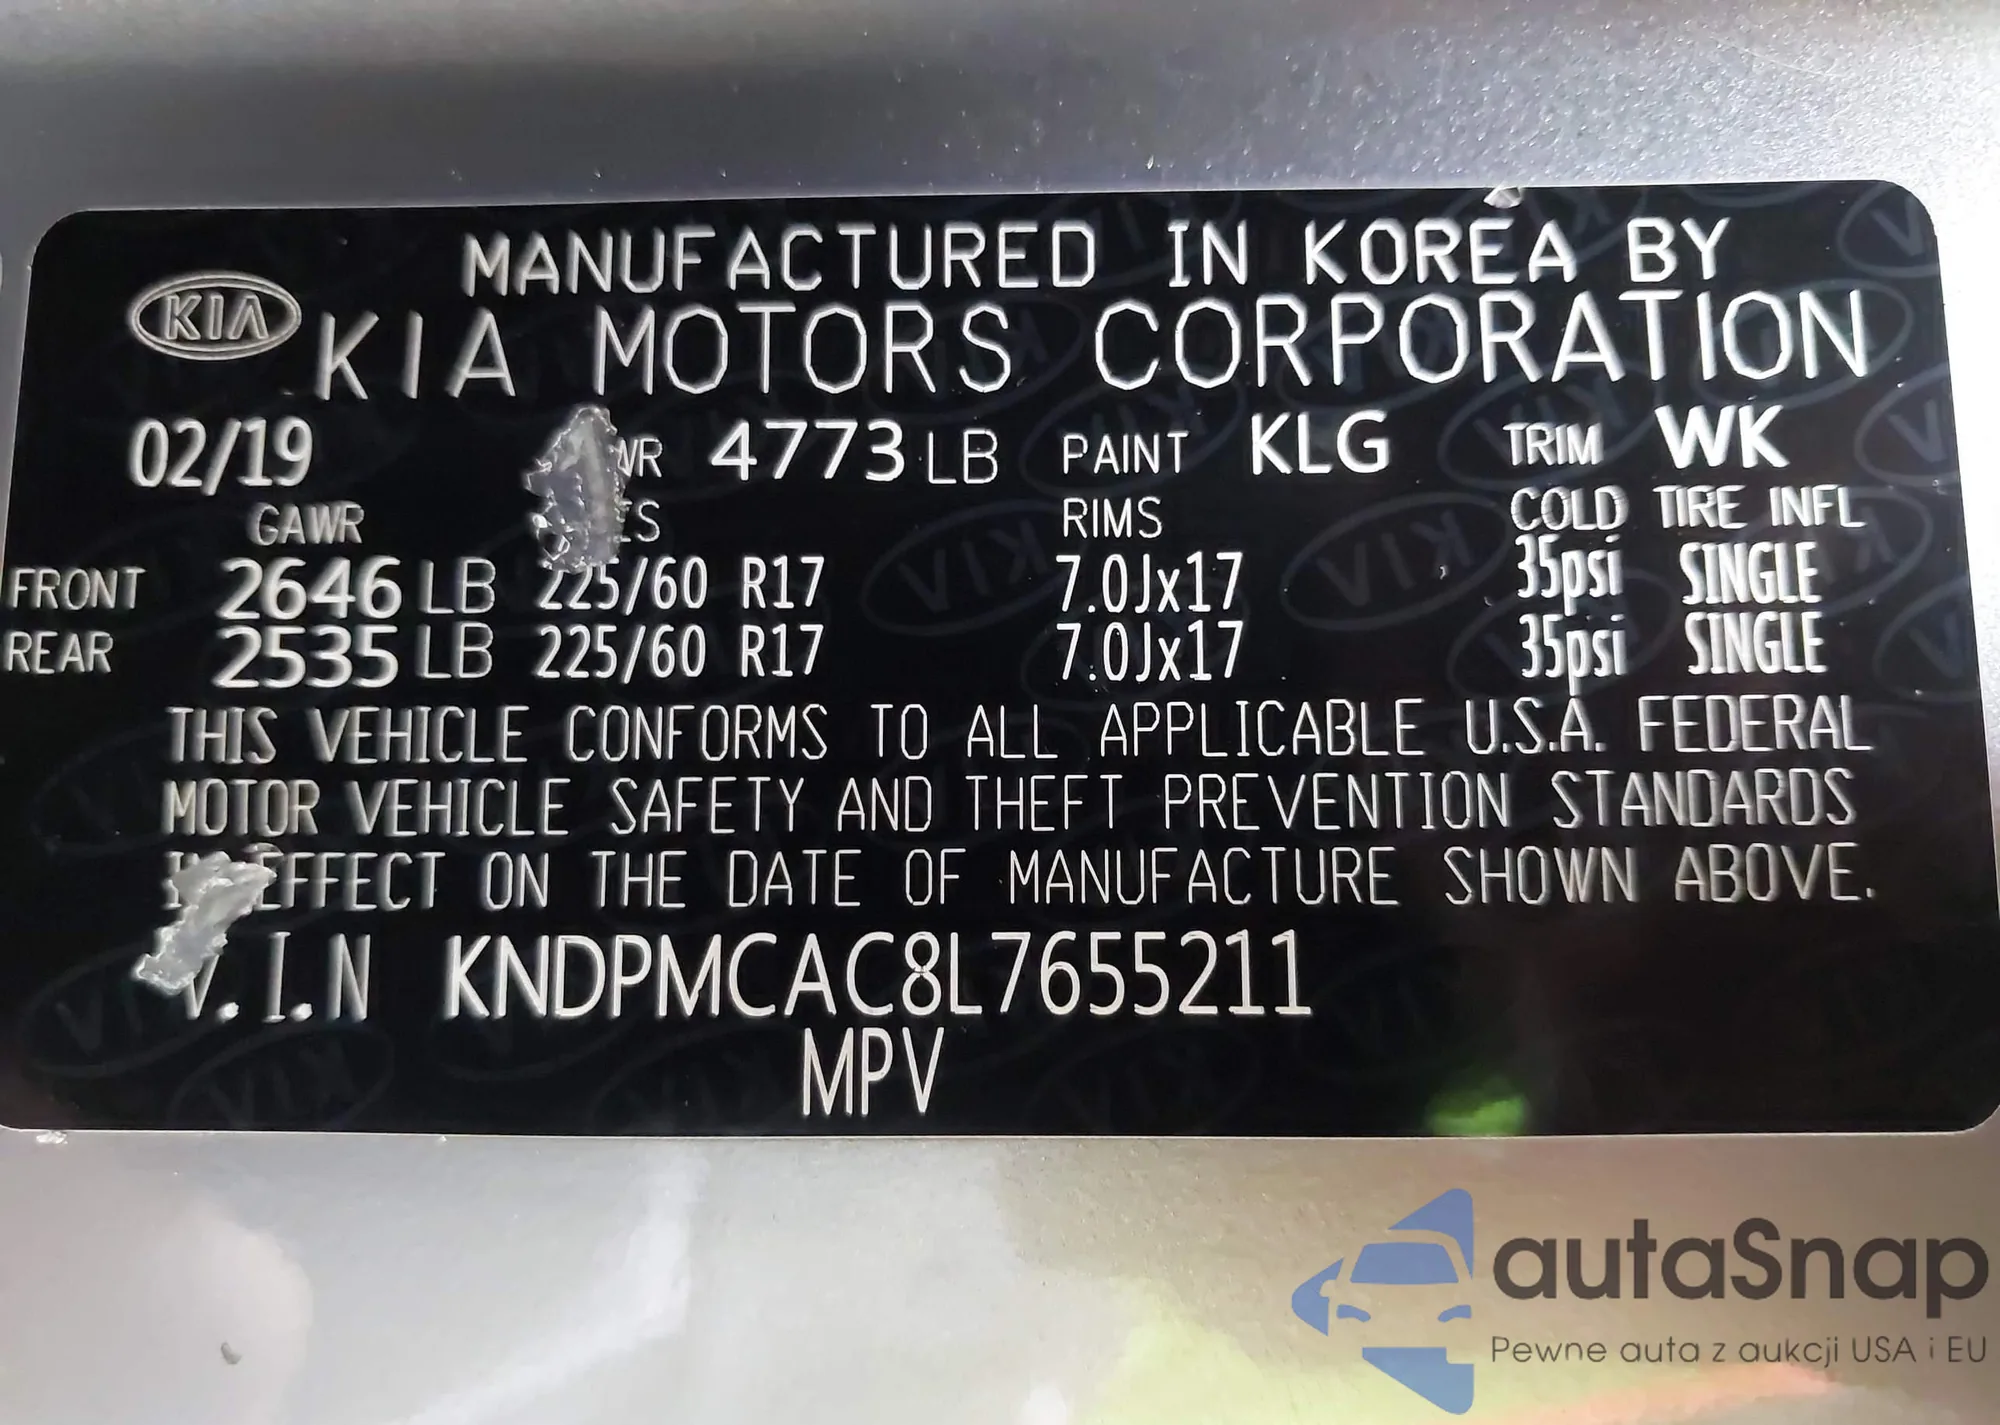 MANUFACTURED IN KOREA BY
KIA
KIA MOTORS CORPORATION
02/19 4773 LB PAINT KLG TRIM WK
GAWR RIMS COLD TIRE INFL
FRONT 2646 LB 225/60 R17 7.0Jx17 35psi SINGLE
REAR 2535 LB 225/60 R17 7.0Jx17 35psi SINGLE
THIS VEHICLE CONFORMS TO ALL APPLICABLE U.S.A. FEDERAL
MOTOR VEHICLE SAFETY AND THEFT PREVENTION STANDARDS
EFFECT ON THE DATE OF MANUFACTURE SHOWN ABOVE.
V.I.N KNDPMCAC8L7655211
MPV
autaSnap
Pewne auta z aukcji USA i EU